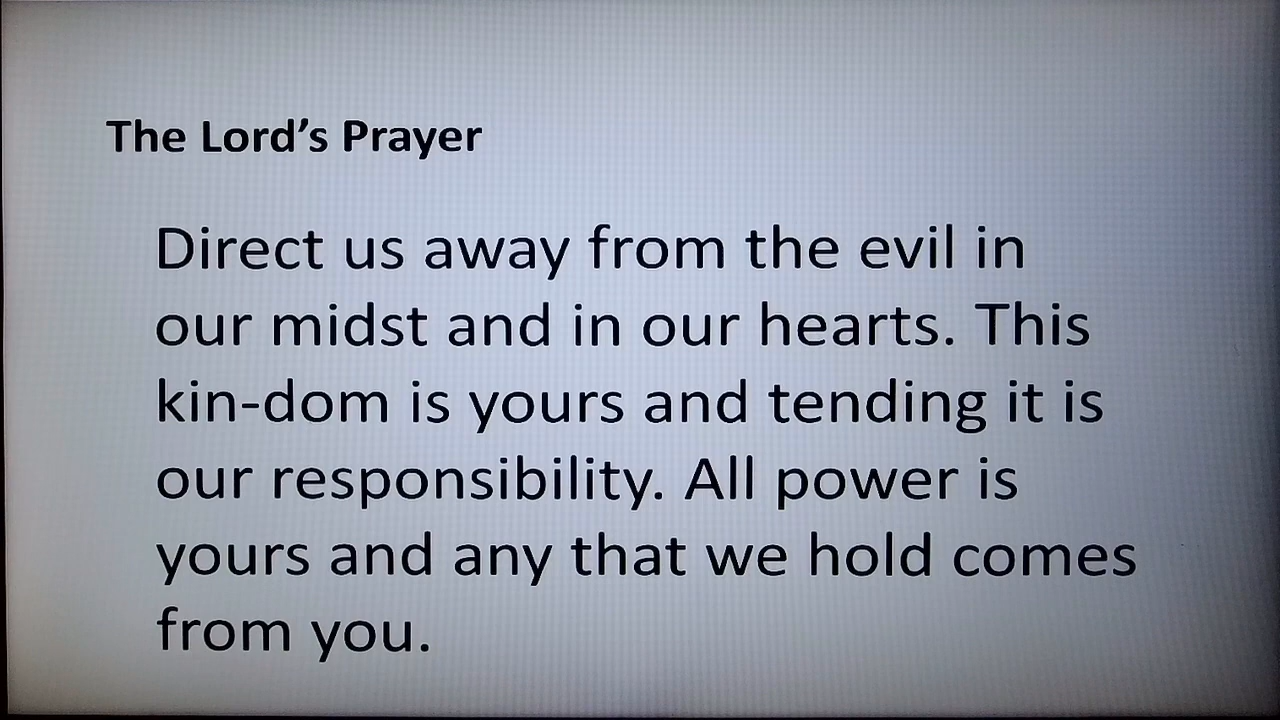 The Lord’s Prayer
Direct us away from the evil in
our midst and in our hearts. This
kin-dom is yours and tending it is
our responsibility. All power is
yours and any that we hold comes
from you.